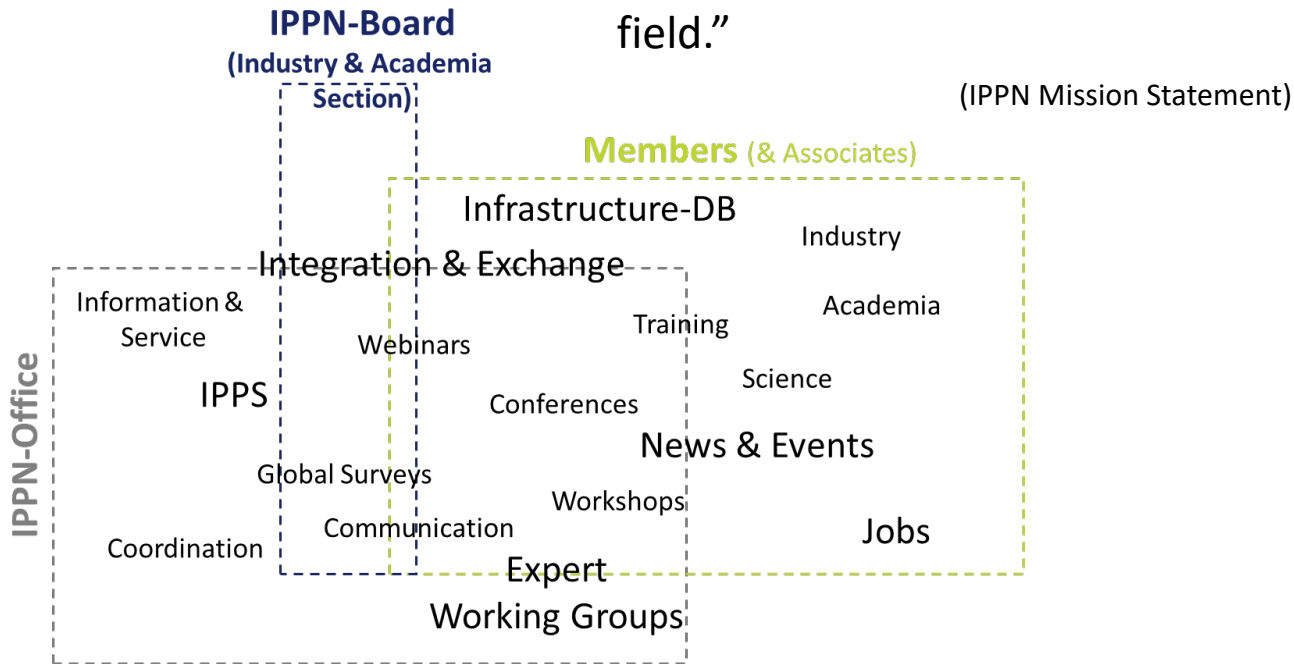 IPPN-Board
field.”
(Industry & Academia
Section)
(IPPN Mission Statement)
Members (& Associates)
Infrastructure-DB
Industry
Integration & Exchange
Information &
Service
Academia
Training
Webinars
IPPN-Office
Science
IPPS
Conferences
News & Events
Global Surveys
Workshops
Communication
Jobs
Coordination
Expert
Working Groups